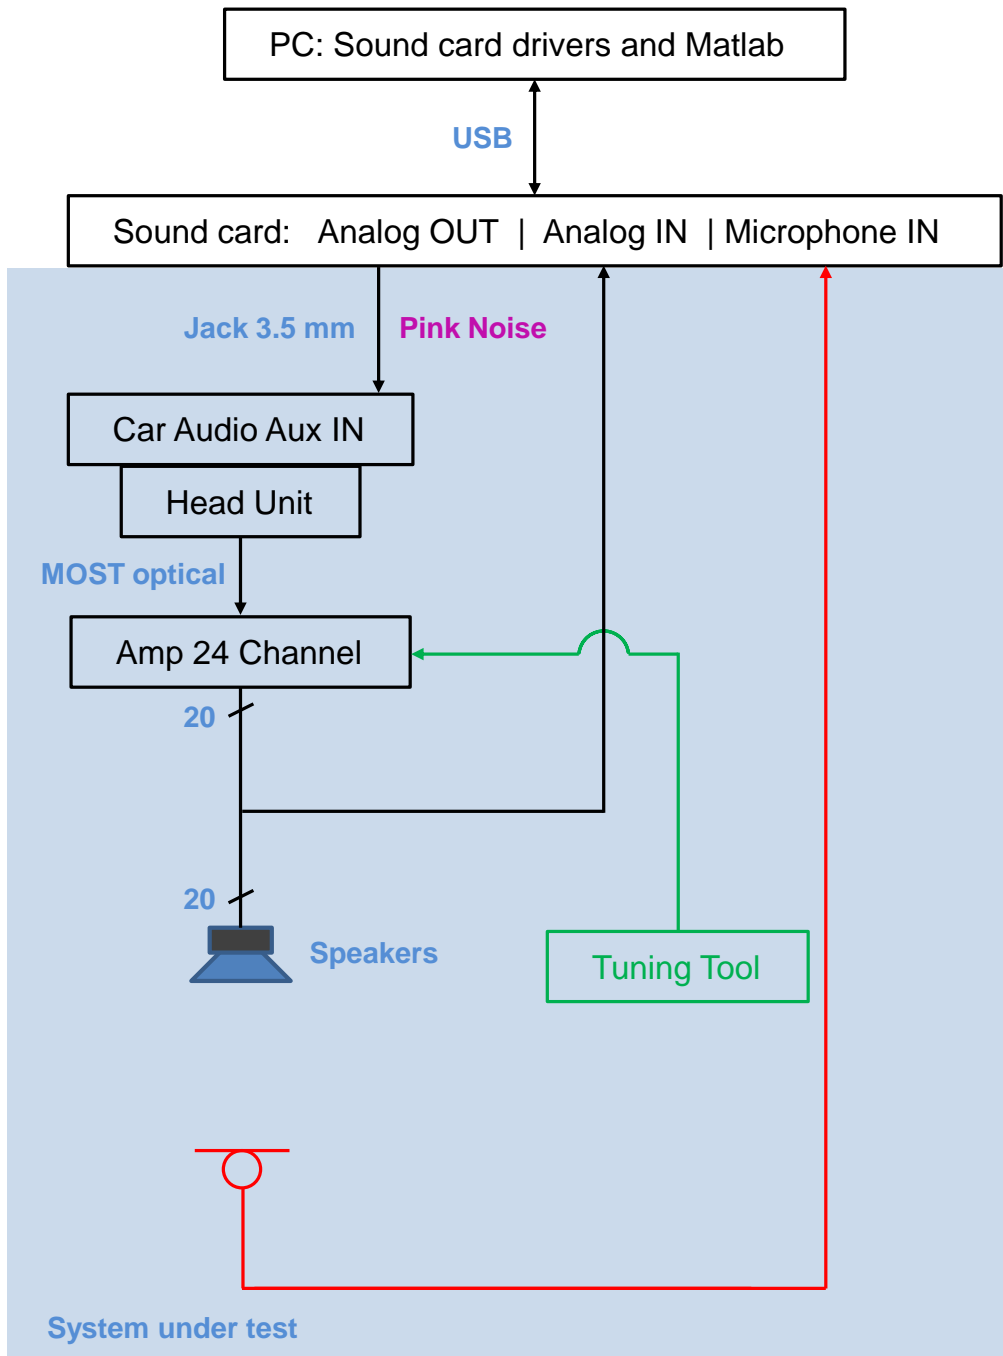 PC: Sound card drivers and Matlab
USB
Sound card: Analog OUT | Analog IN | Microphone IN
Jack 3.5 mm
Pink Noise
Car Audio Aux IN
Head Unit
MOST optical
Amp 24 Channel
20
20
Speakers
Tuning Tool
System under test